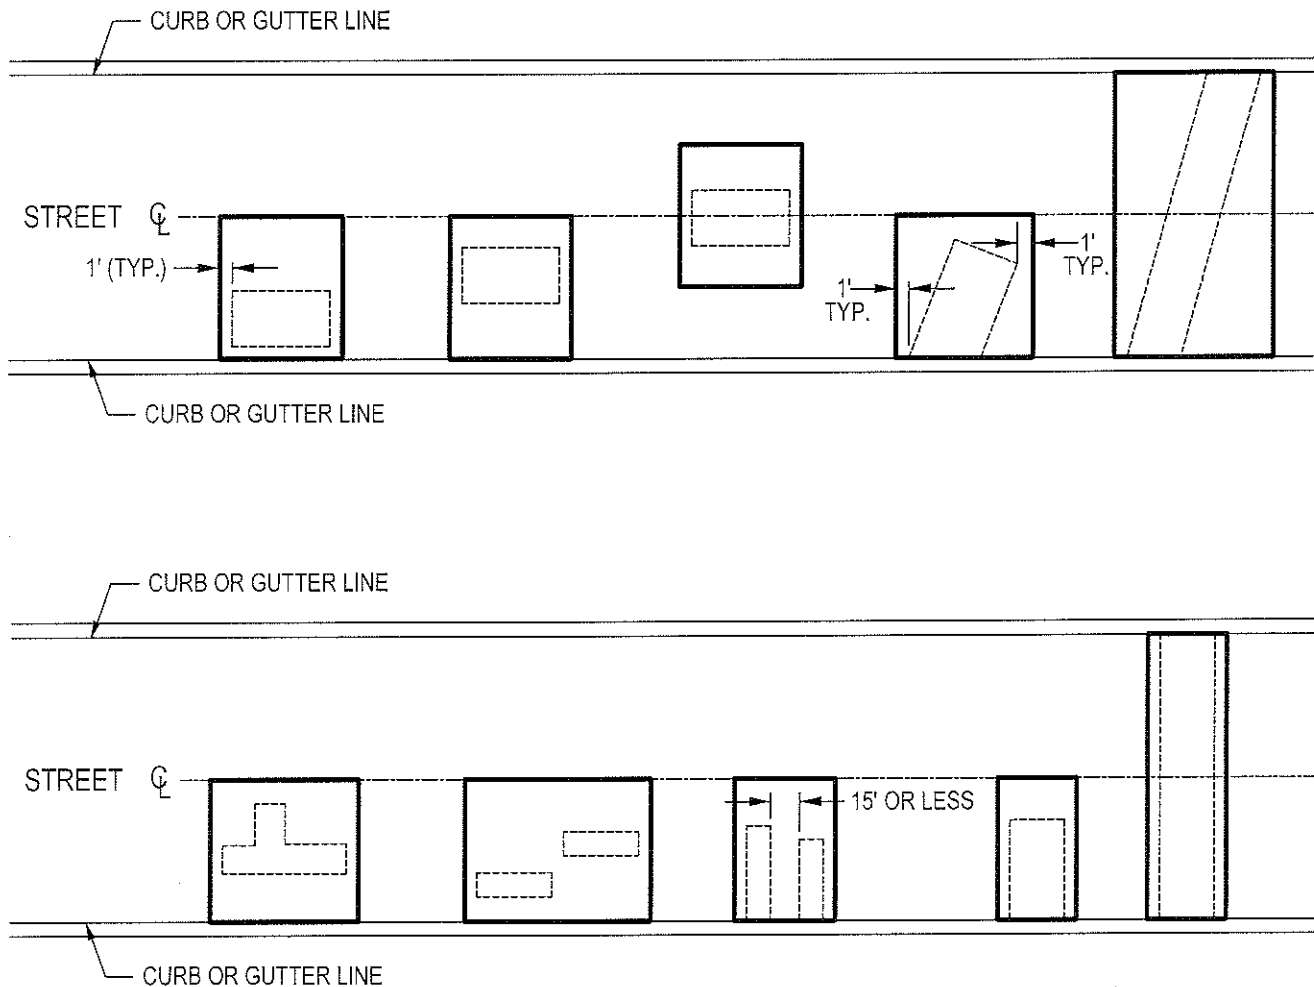 CURB OR GUTTER LINE
STREET ℄
1' (TYP.)
1'
TYP.
1'
TYP.
CURB OR GUTTER LINE
CURB OR GUTTER LINE
STREET ℄
15' OR LESS
CURB OR GUTTER LINE